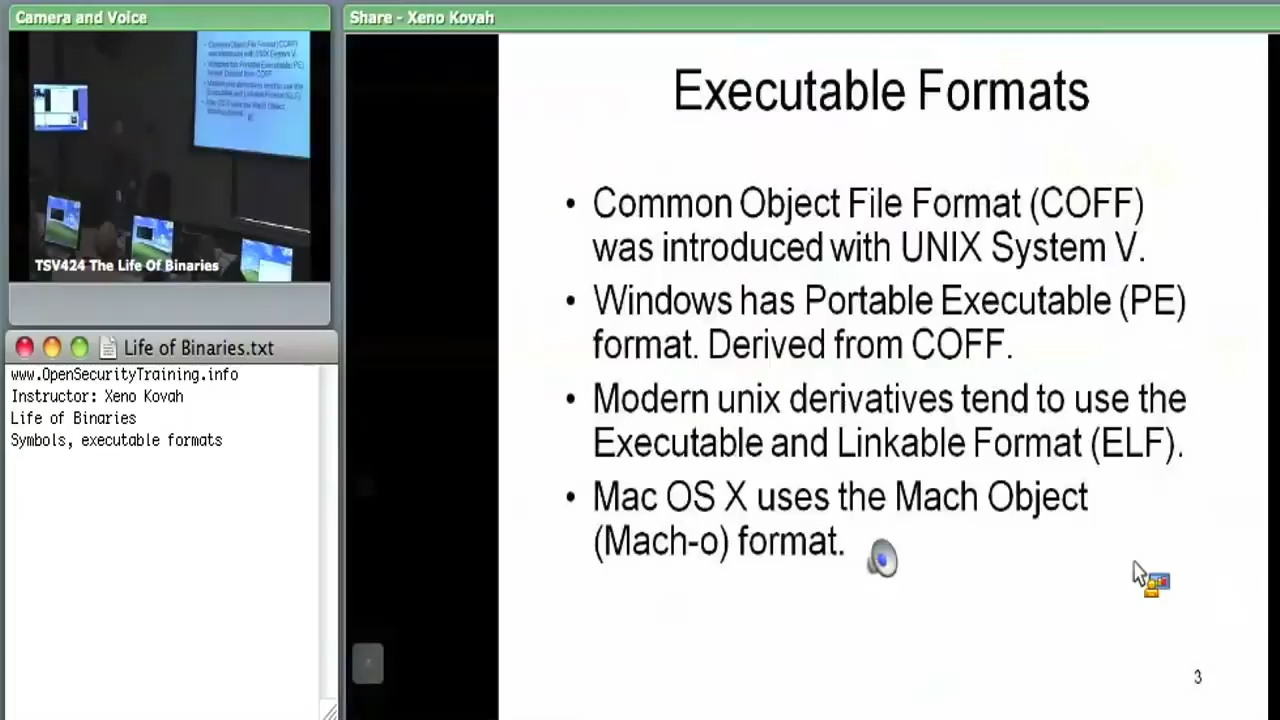 Camera and Voice
TSV424 The Life Of Binaries
Life of Binaries.txt
www.OpenSecurityTraining.info
Instructor: Xeno Kovah
Life of Binaries
Symbols, executable formats
Share - Xeno Kovah
Executable Formats
• Common Object File Format (COFF)
was introduced with UNIX System V.
• Windows has Portable Executable (PE)
format. Derived from COFF.
• Modern unix derivatives tend to use the
Executable and Linkable Format (ELF).
• Mac OS X uses the Mach Object
(Mach-o) format.
3